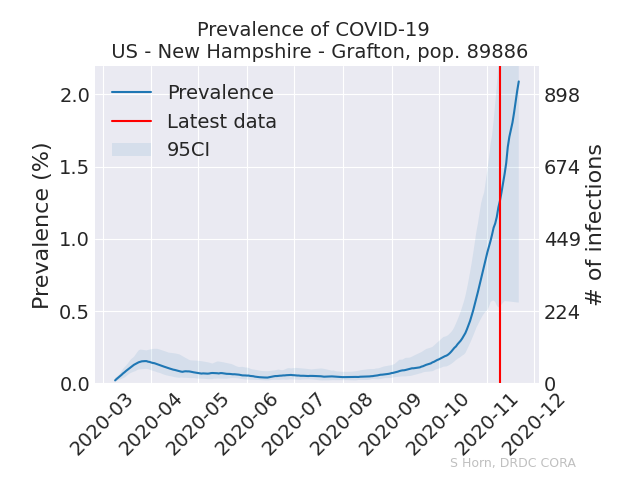 Prevalence of COVID-19
US - New Hampshire - Grafton, pop. 89886
Prevalence
Latest data
95CI
Prevalence (%)
2.0
1.5
1.0
0.5
0.0
898
674
449
224
0
# of infections
2020-03
2020-04
2020-05
2020-06
2020-07
2020-08
2020-09
2020-10
2020-11
2020-12
S Horn, DRDC CORA